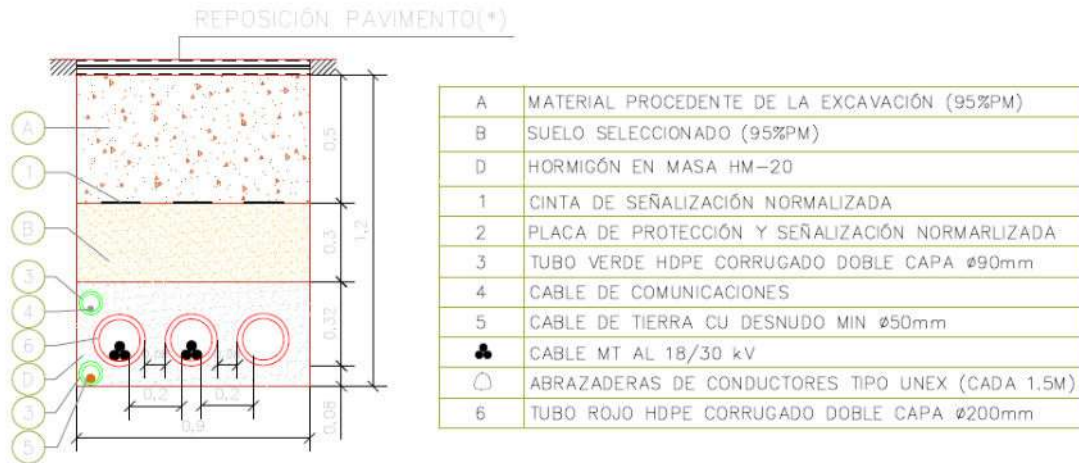 REPOSICIÓN PAVIMENTO(*)
A
1
B
3
4
6
D
3
5
0,5
0,3
0,32
0,08
1,2
0,2
0,2
0,9
A MATERIAL PROCEDENTE DE LA EXCAVACIÓN (95%PM)
B SUELO SELECCIONADO (95%PM)
D HORMIGÓN EN MASA HM-20
1 CINTA DE SEÑALIZACIÓN NORMALIZADA
2 PLACA DE PROTECCIÓN Y SEÑALIZACIÓN NORMARLIZADA
3 TUBO VERDE HDPE CORRUGADO DOBLE CAPA Ø90mm
4 CABLE DE COMUNICACIONES
5 CABLE DE TIERRA CU DESNUDO MIN Ø50mm
CABLE MT AL 18/30 kV
ABRAZADERAS DE CONDUCTORES TIPO UNEX (CADA 1.5M)
6 TUBO ROJO HDPE CORRUGADO DOBLE CAPA Ø200mm